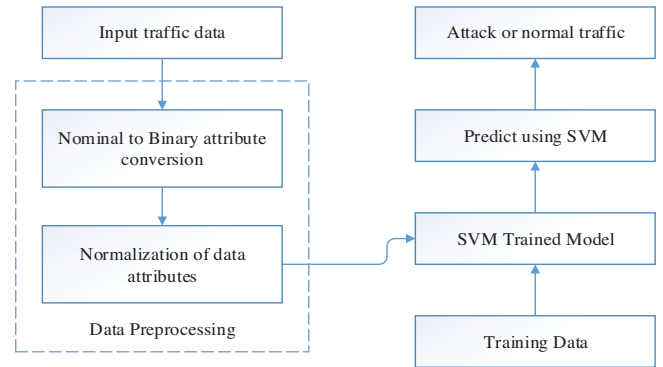 Input traffic data
Nominal to Binary attribute
conversion
Normalization of data
attributes
Data Preprocessing
Attack or normal traffic
Predict using SVM
SVM Trained Model
Training Data